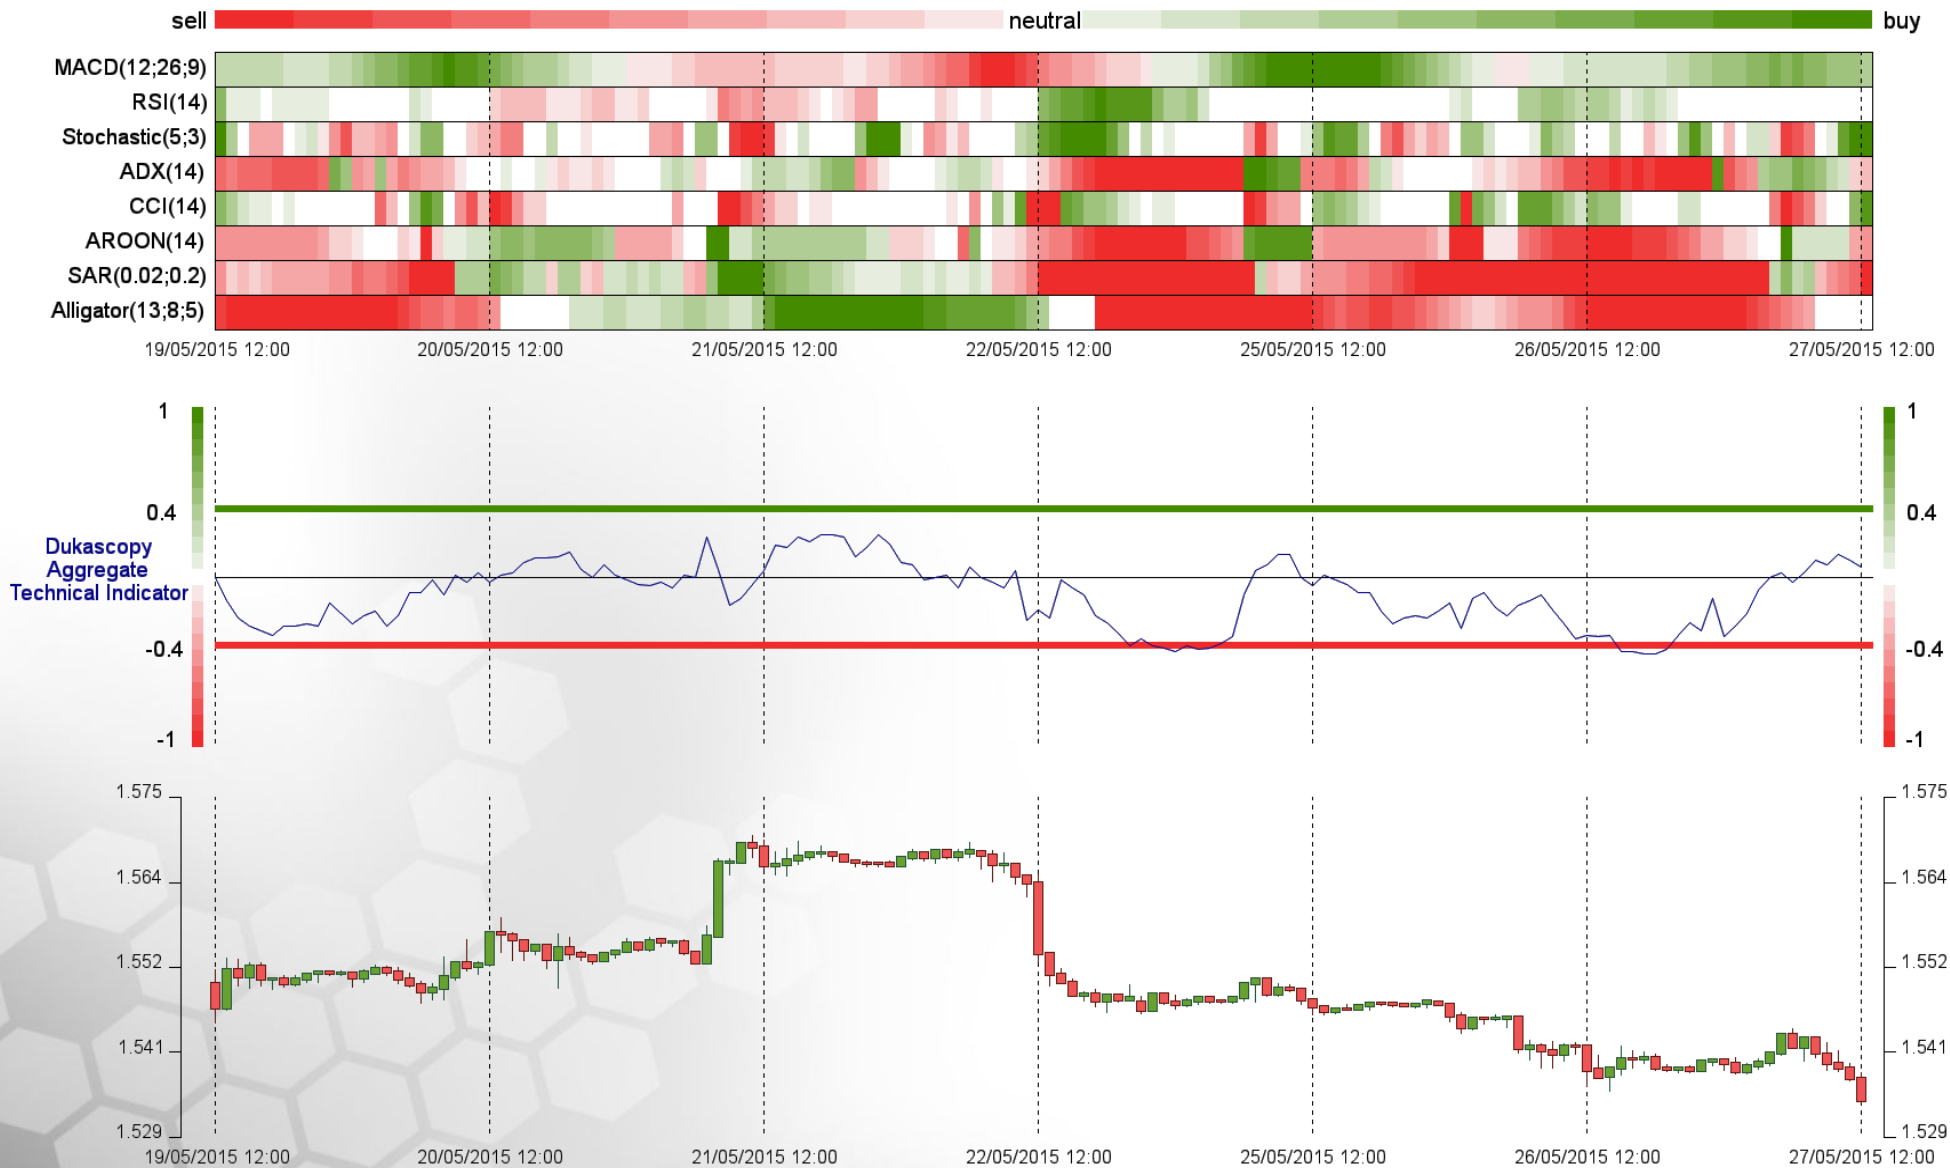 sell neutral buy
MACD(12;26;9)
RSI(14)
Stochastic(5;3)
ADX(14)
CCI(14)
AROON(14)
SAR(0.02;0.2)
Alligator(13;8;5)
19/05/2015 12:00 20/05/2015 12:00 21/05/2015 12:00 22/05/2015 12:00 25/05/2015 12:00 26/05/2015 12:00 27/05/2015 12:00
1 1
0.4 0.4
Dukascopy
Aggregate
Technical Indicator
-0.4 -0.4
-1 -1
1.575 1.575
1.564 1.564
1.552 1.552
1.541 1.541
1.529 1.529
19/05/2015 12:00 20/05/2015 12:00 21/05/2015 12:00 22/05/2015 12:00 25/05/2015 12:00 26/05/2015 12:00 27/05/2015 12:00